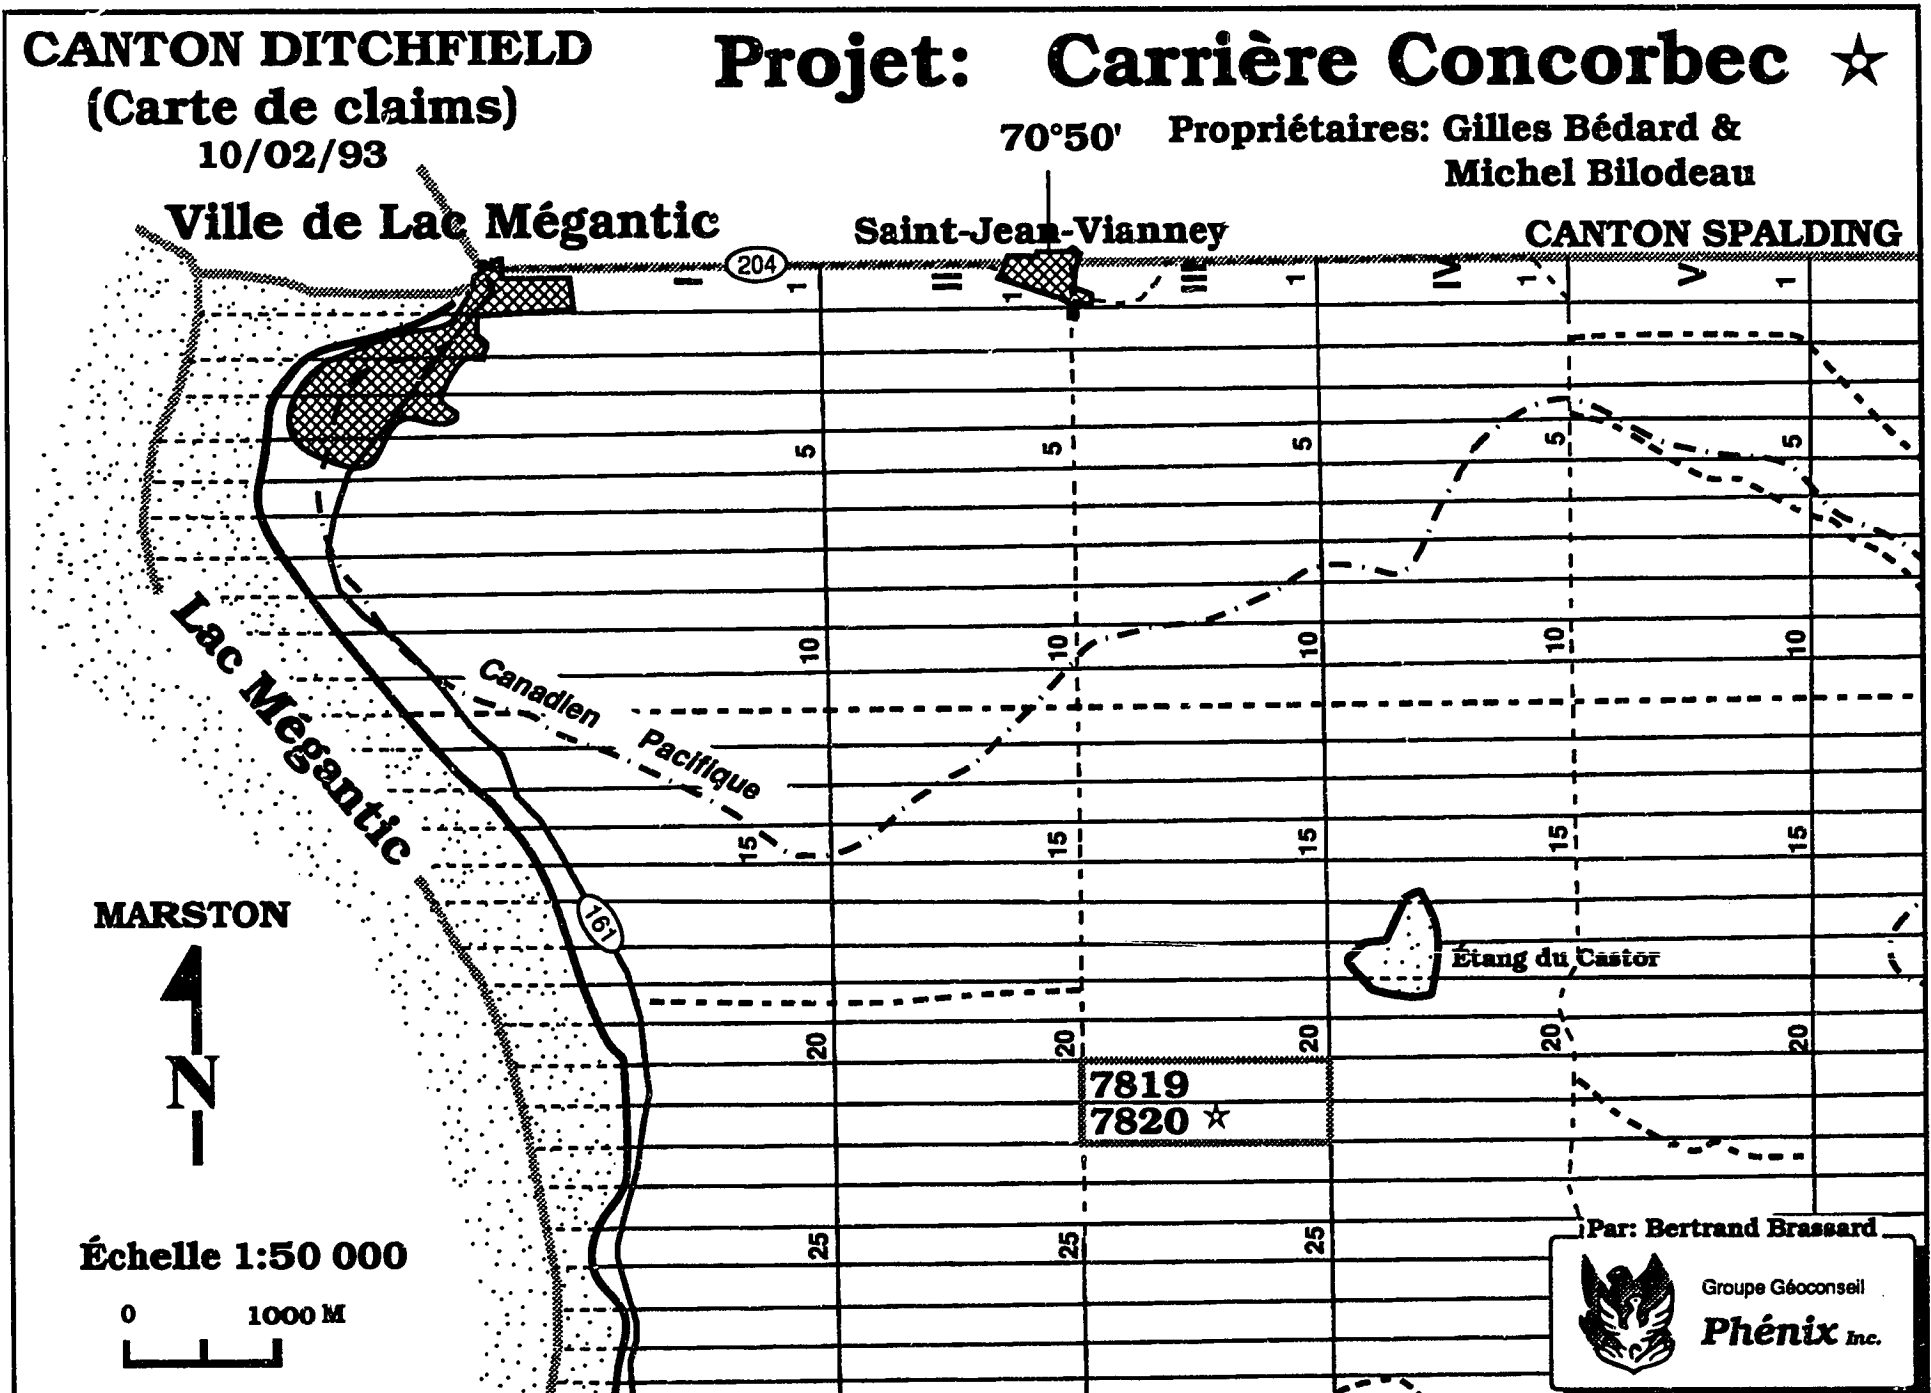 CANTON DITCHFIELD
(Carte de claims)
10/02/93
Projet: Carrière Concorbec
70°50'
Propriétaires: Gilles Bédard &
Michel Bilodeau
Ville de Lac Mégantic
Saint-Jean-Vianney
CANTON SPALDING
204
I II III IV V
1 1 1 1 1
5 5 5 5 5
10 10 10 10 10
Canadien Pacifique
Lac Mégantic
15 15 15 15 15
161
MARSTON
Étang du Castor
N
20 20 20 20 20
7819
7820
25 25 25
Échelle 1:50 000
0 1000 M
Par: Bertrand Brassard
Groupe Géoconseil
Phénix Inc.